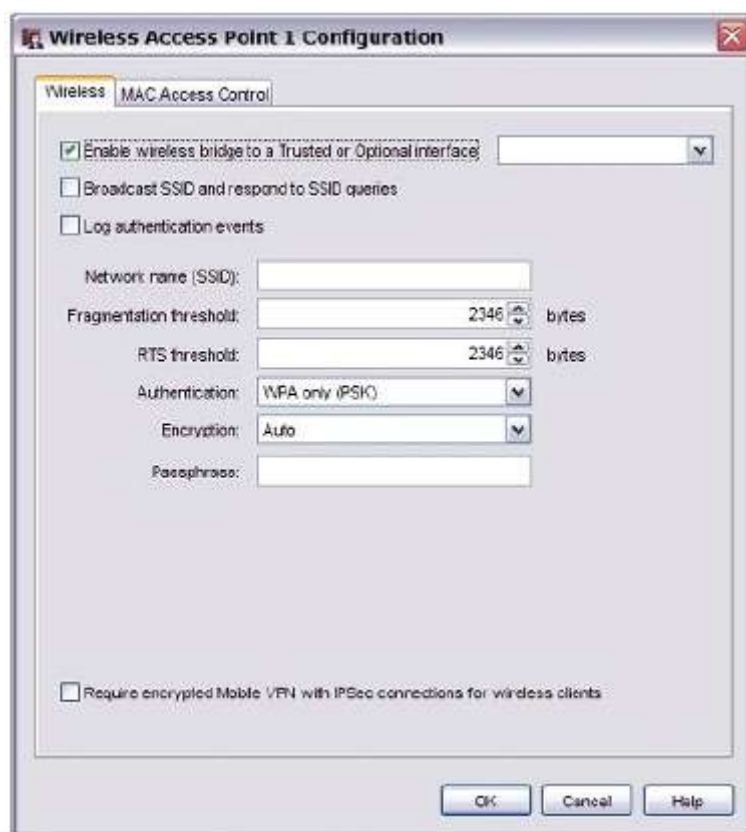 Wireless Access Point 1 Configuration
Wireless
MAC Access Control
Enable wireless bridge to a Trusted or Optional interface
Broadcast SSID and respond to SSID queries
Log authentication events
Network name (SSID):
Fragmentation threshold: 2346 bytes
RTS threshold: 2346 bytes
Authentication: WPA only (PSK)
Encryption: Auto
Passphrase:
Require encrypted Mobile VPN with IPSec connections for wireless clients
OK
Cancel
Help